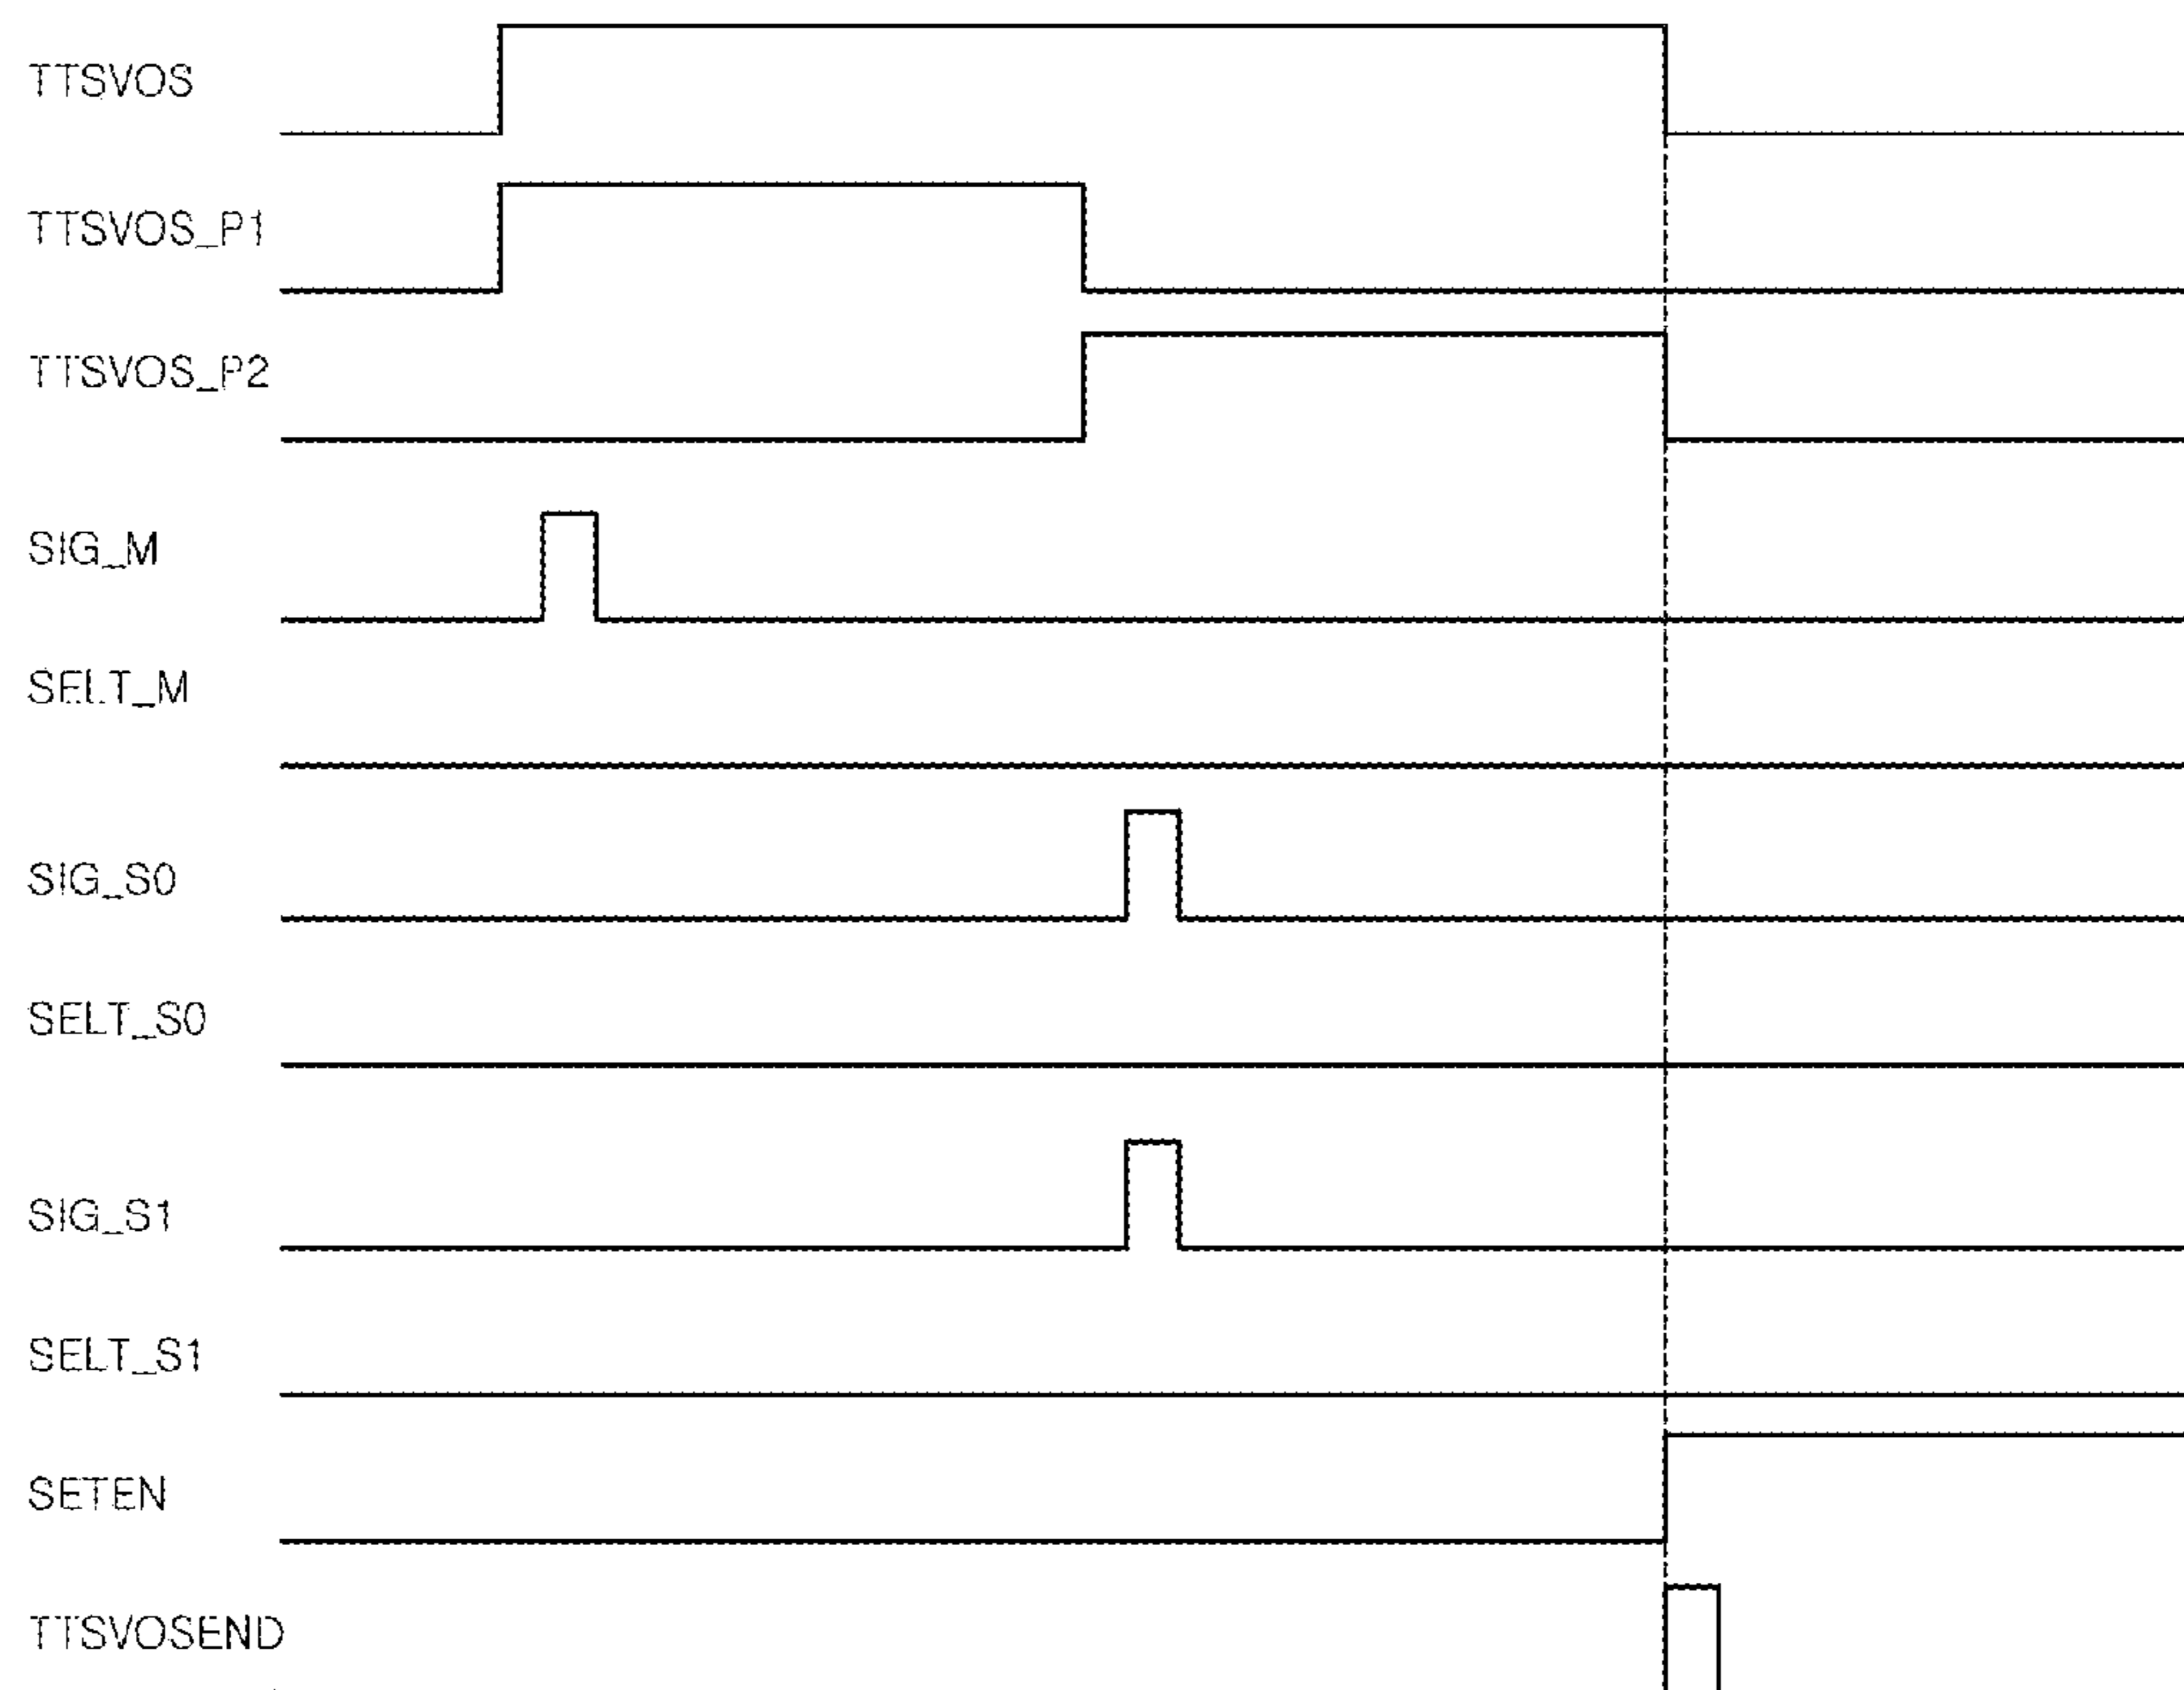 TTSVOS
TTSVOS_P1
TTSVOS_P2
SIG_M
SELT_M
SIG_S0
SELT_S0
SIG_S1
SELT_S1
SETEN
TTSVOSEND